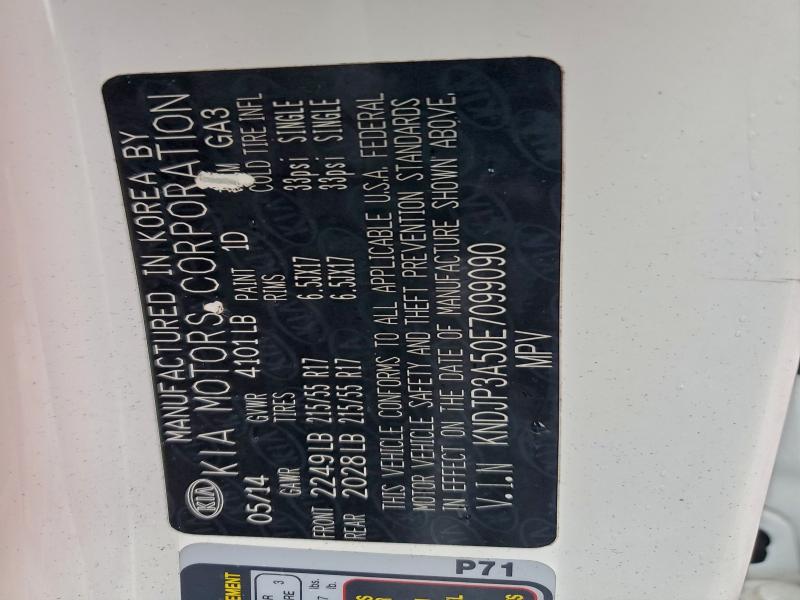 MANUFACTURED IN KOREA BY
KIA KIA MOTORS CORPORATION
05/14 GVWR 4101LB PAINT 1D GA3
GAWR TIRES RIMS COLD TIRE INFL
FRONT 2249LB 215/55 R17 6.5JX17 33psi SINGLE
REAR 2028LB 215/55 R17 6.5JX17 33psi SINGLE
THIS VEHICLE CONFORMS TO ALL APPLICABLE U.S.A. FEDERAL
MOTOR VEHICLE SAFETY AND THEFT PREVENTION STANDARDS
IN EFFECT ON THE DATE OF MANUFACTURE SHOWN ABOVE.
V.I.N KNDJP3A50E7099090
MPV
P71